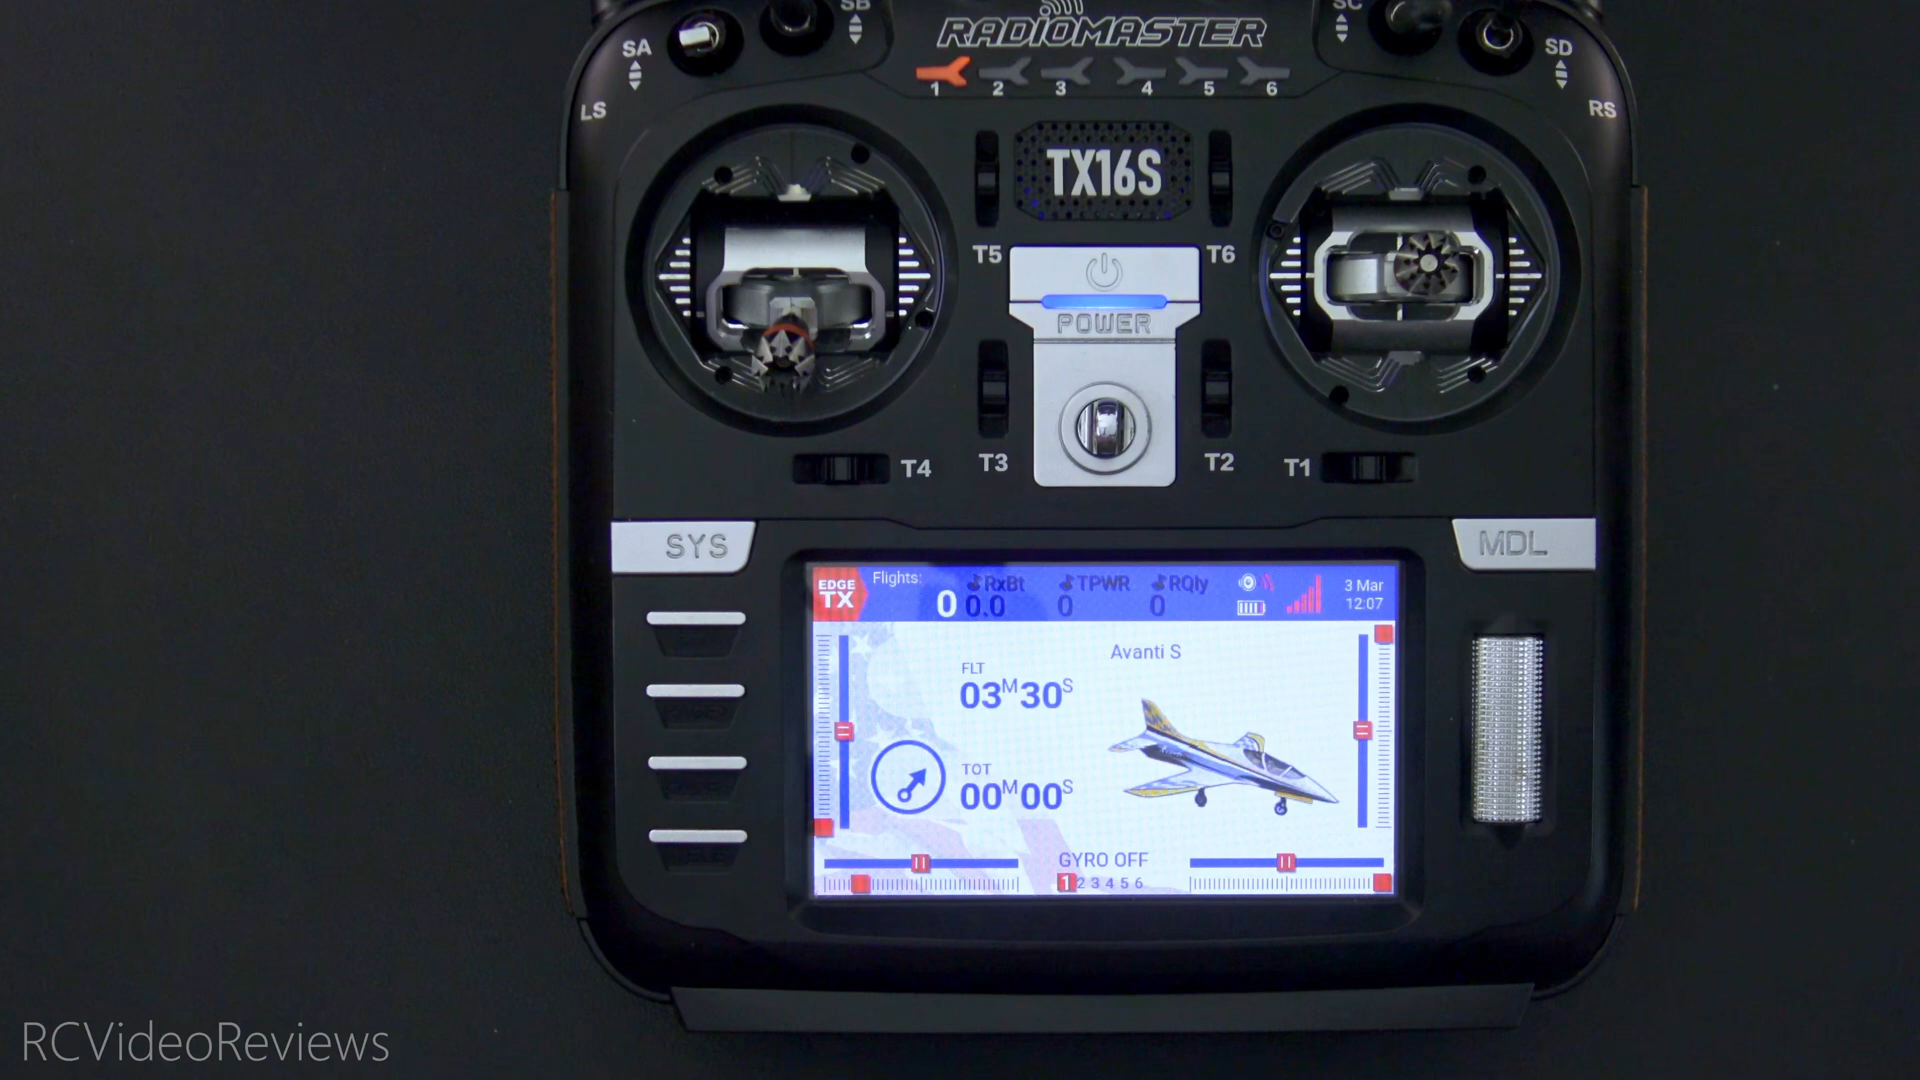 SB
SC
RADIOMASTER
SA
SD
1 2 3 4 5 6
LS
RS
TX16S
T5
T6
POWER
T4
T3
T2
T1
SYS
MDL
EDGE
TX
Flights:
0
RxBt
0.0
TPWR
0
RQly
0
3 Mar
12:07
Avanti S
FLT
03M30S
TOT
00M00S
GYRO OFF
1 2 3 4 5 6
RCVideoReviews